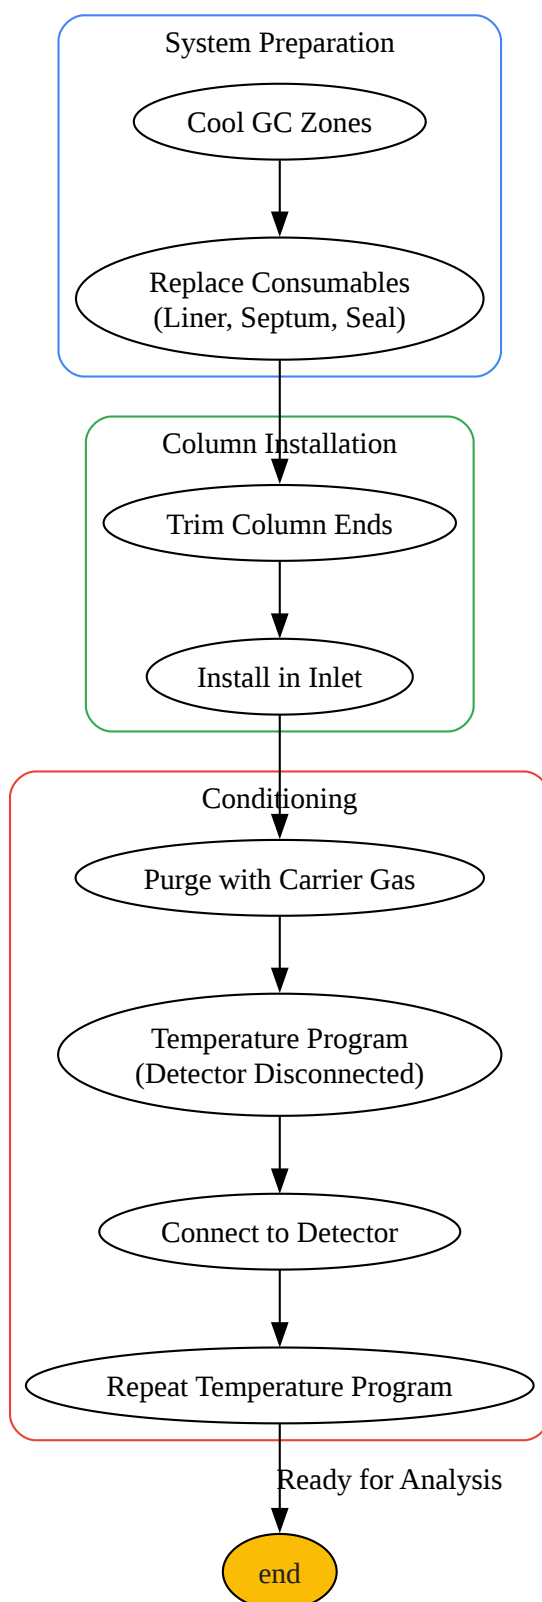 System Preparation
Cool GC Zones
Replace Consumables
(Liner, Septum, Seal)
Column Installation
Trim Column Ends
Install in Inlet
Conditioning
Purge with Carrier Gas
Temperature Program
(Detector Disconnected)
Connect to Detector
Repeat Temperature Program
Ready for Analysis
end